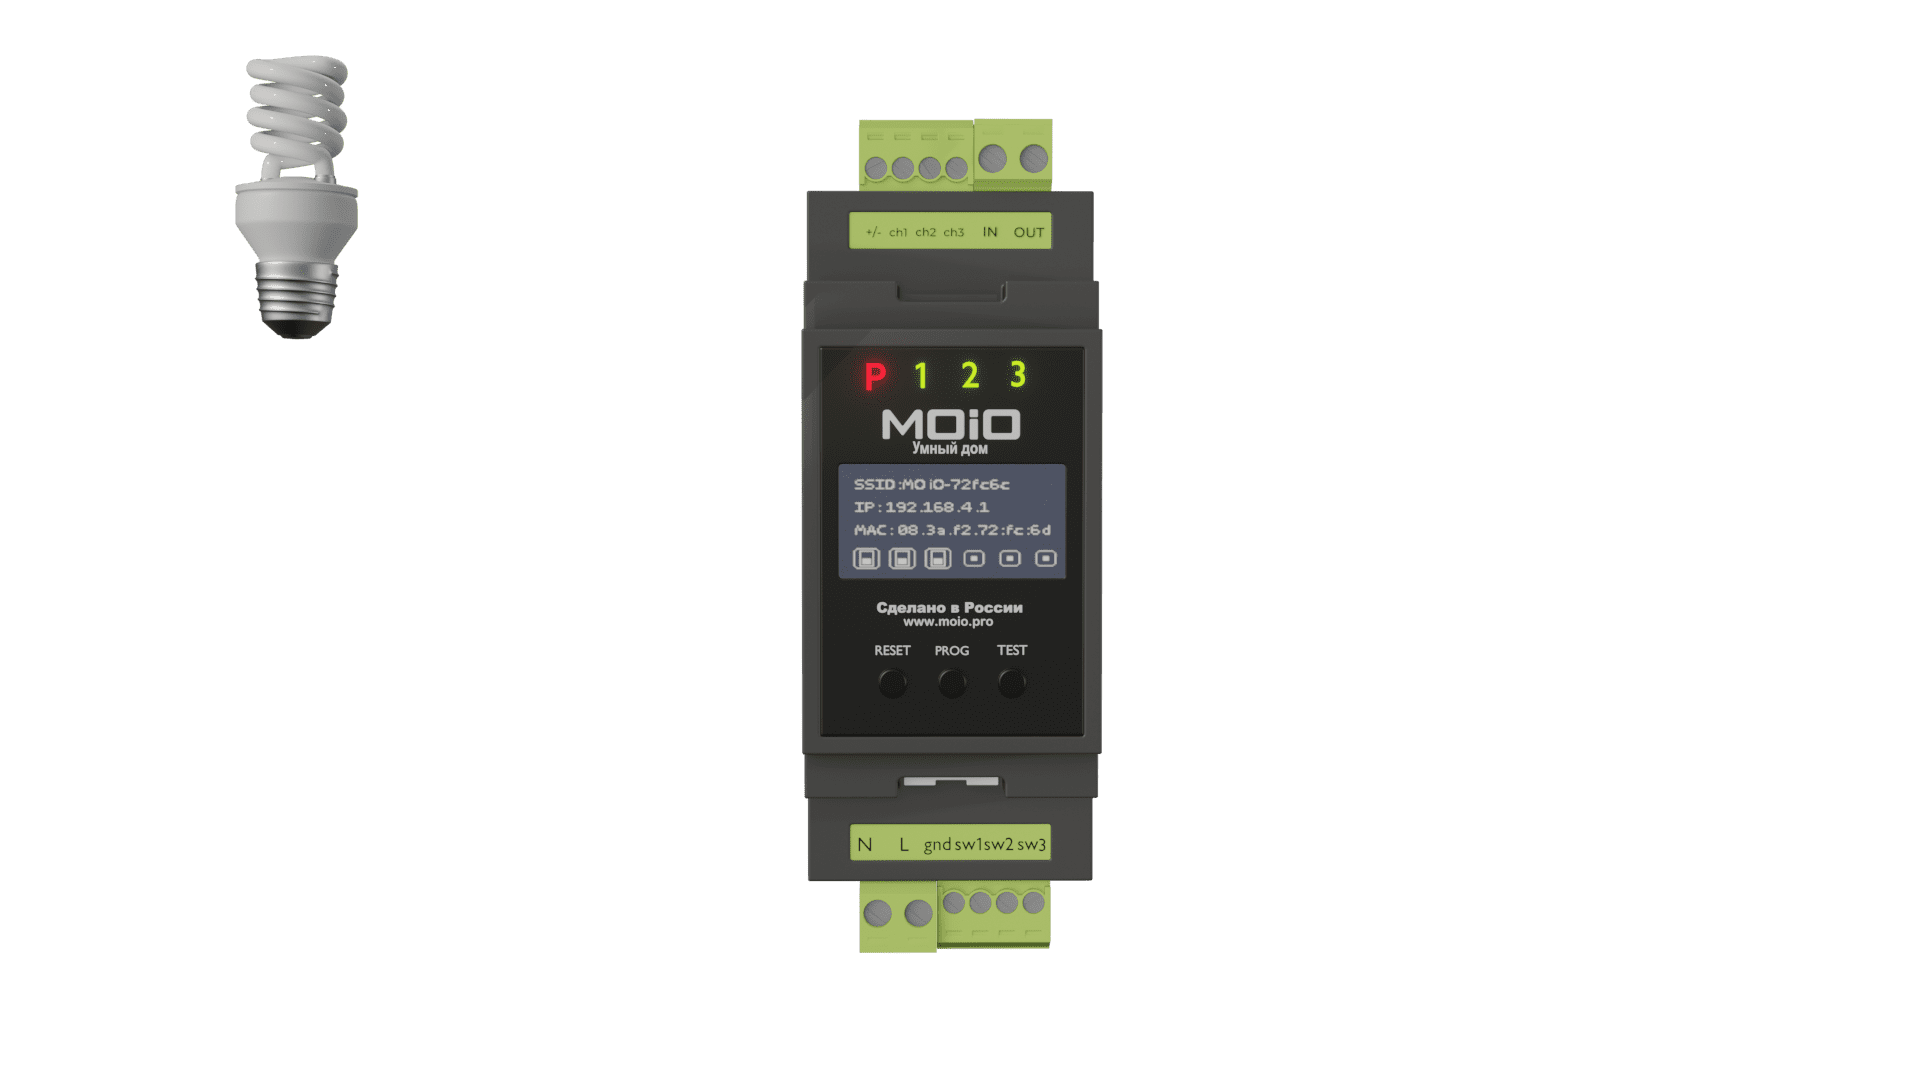 +/- ch1 ch2 ch3 IN OUT
P 1 2 3
MOiO
Умный дом
SSID:MOiO-72fc6c
IP:192.168.4.1
MAC:08.3a.f2.72:fc:6d
Сделано в России
www.moio.pro
RESET PROG TEST
N L gnd sw1 sw2 sw3